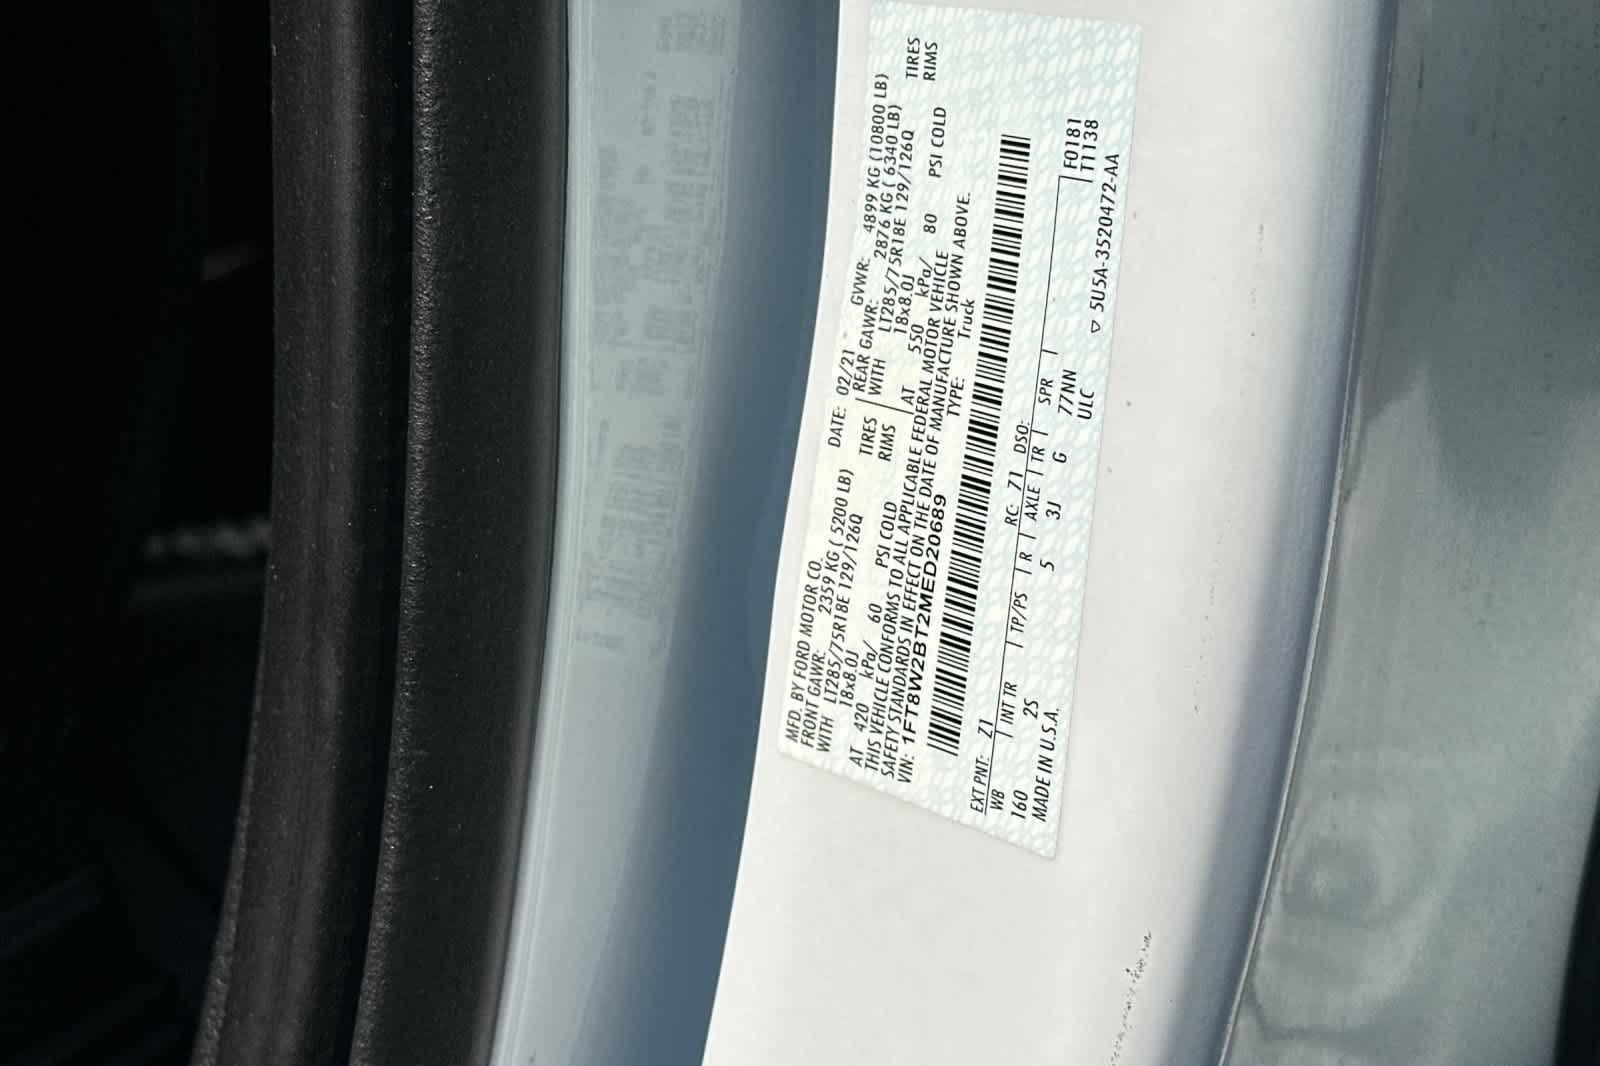 MFD. BY FORD MOTOR CO.
DATE: 02/21 GVWR: 4899 KG (10800 LB)
FRONT GAWR: 2359 KG ( 5200 LB) REAR GAWR: 2876 KG ( 6340 LB)
WITH LT285/75R18E 129/126Q TIRES WITH LT285/75R18E 129/126Q TIRES
18x8.0J RIMS 18x8.0J RIMS
AT 420 kPa/ 60 PSI COLD AT 550 kPa/ 80 PSI COLD
THIS VEHICLE CONFORMS TO ALL APPLICABLE FEDERAL MOTOR VEHICLE
SAFETY STANDARDS IN EFFECT ON THE DATE OF MANUFACTURE SHOWN ABOVE.
VIN: 1FT8W2BT2MED20689 TYPE: Truck
EXT PNT: Z1 RC: 71 DSO: F0181
WB INT TR TP/PS R AXLE TR SPR T1138
160 2S 5 3J G 77NN
MADE IN U.S.A. ULC ▽ 5U5A-3520472-AA